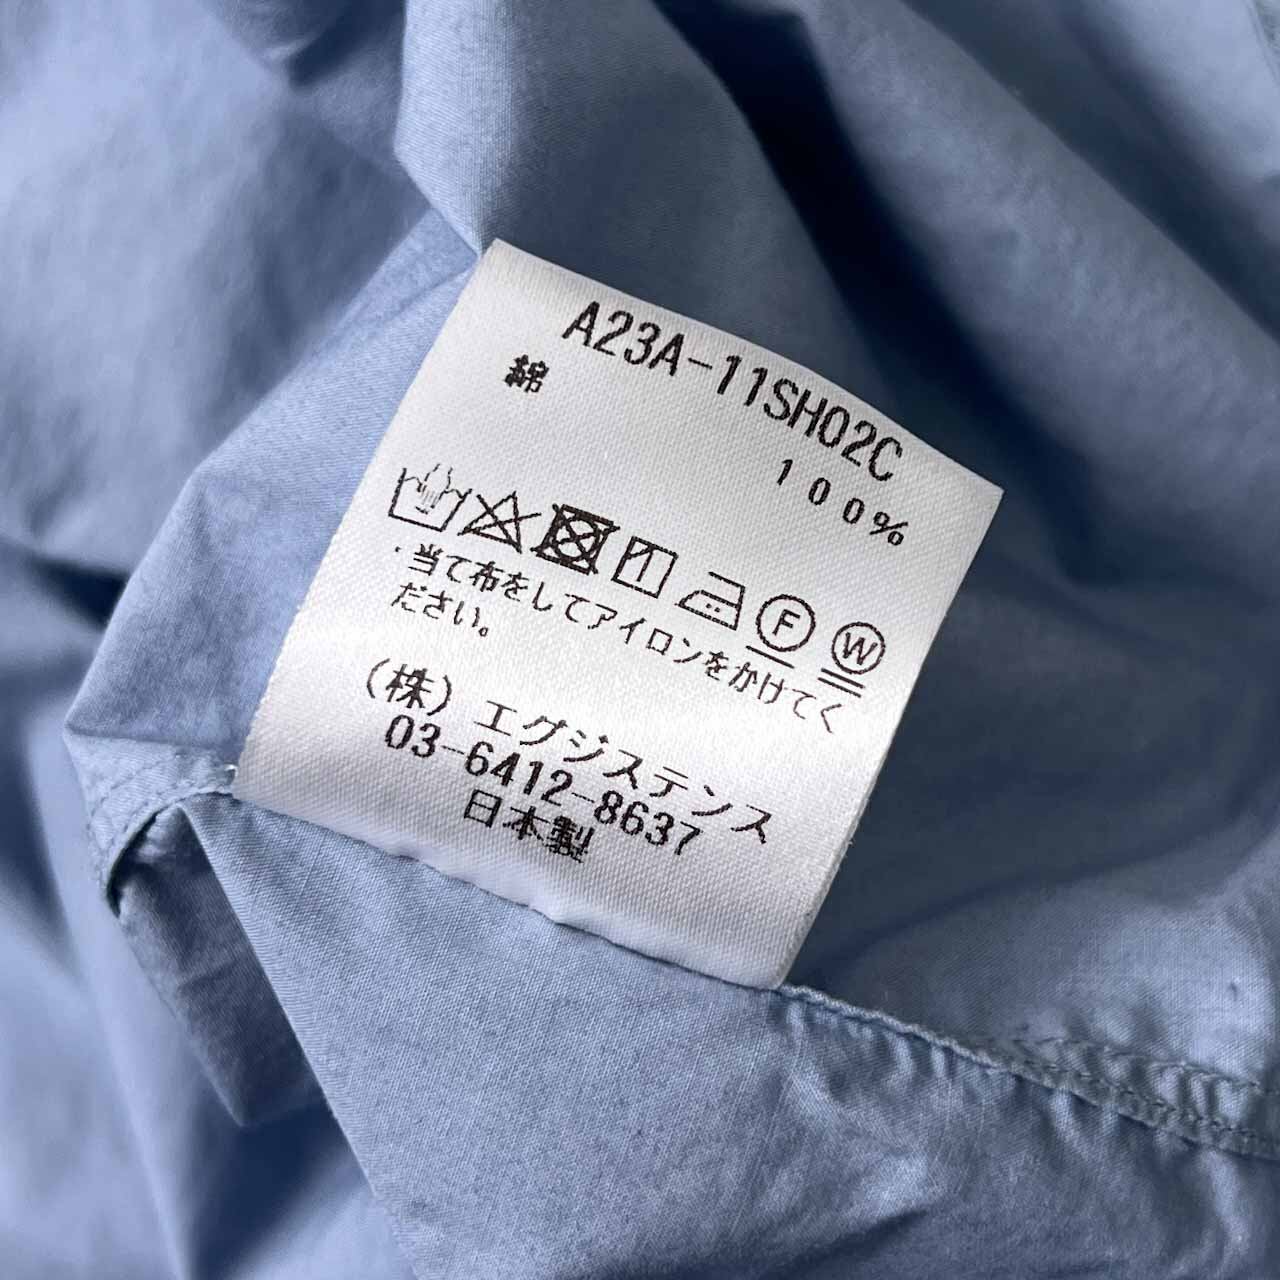 A23A-11SH02C
綿 100%
F W
・当て布をしてアイロンをかけてく
ださい。
(株) エグジステンス
03-6412-8637
日本製